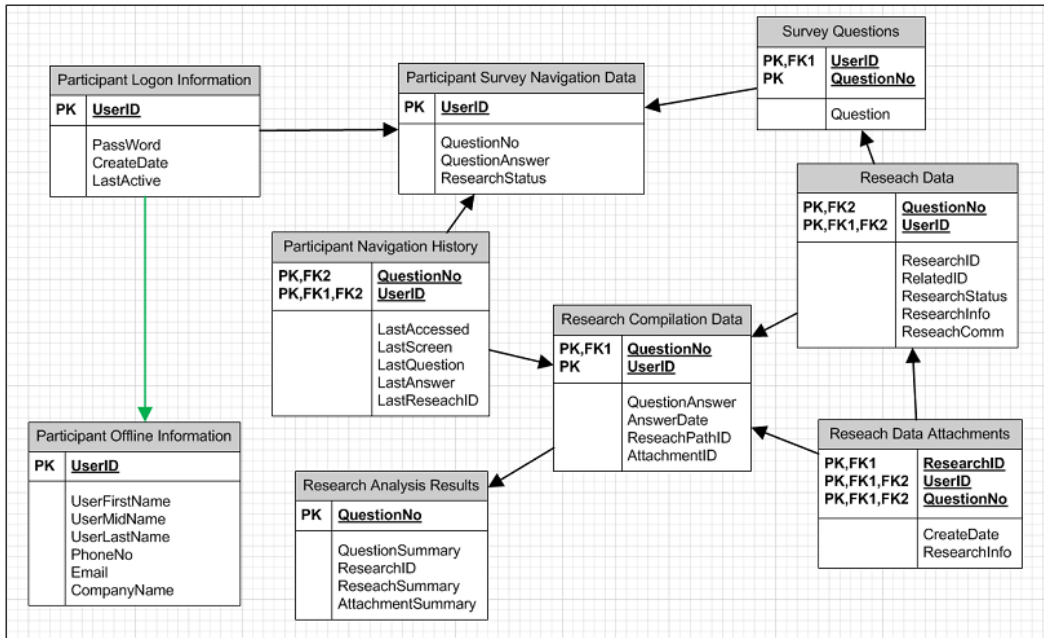 Survey Questions
PK,FK1 UserID
PK QuestionNo
Question
Participant Logon Information
PK UserID
PassWord
CreateDate
LastActive
Participant Survey Navigation Data
PK UserID
QuestionNo
QuestionAnswer
ResearchStatus
Reseach Data
PK,FK2 QuestionNo
PK,FK1,FK2 UserID
ResearchID
RelatedID
ResearchStatus
ResearchInfo
ReseachComm
Participant Navigation History
PK,FK2 QuestionNo
PK,FK1,FK2 UserID
LastAccessed
LastScreen
LastQuestion
LastAnswer
LastReseachID
Research Compilation Data
PK,FK1 QuestionNo
PK UserID
QuestionAnswer
AnswerDate
ReseachPathID
AttachmentID
Participant Offline Information
PK UserID
UserFirstName
UserMidName
UserLastName
PhoneNo
Email
CompanyName
Research Analysis Results
PK QuestionNo
QuestionSummary
ResearchID
ReseachSummary
AttachmentSummary
Reseach Data Attachments
PK,FK1 ResearchID
PK,FK1,FK2 UserID
PK,FK1,FK2 QuestionNo
CreateDate
ResearchInfo